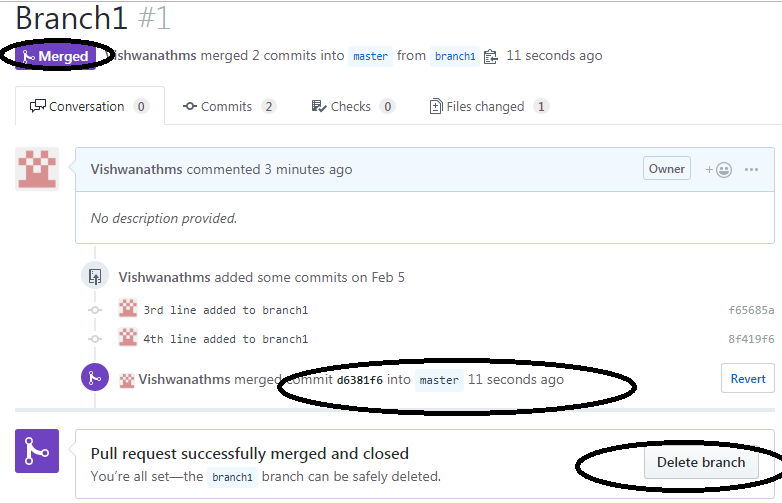 Branch1 #1
Merged Vishwanathms merged 2 commits into master from branch1 11 seconds ago
Conversation 0 Commits 2 Checks 0 Files changed 1
Vishwanathms commented 3 minutes ago Owner + ...
No description provided.
Vishwanathms added some commits on Feb 5
3rd line added to branch1 f65685a
4th line added to branch1 8f419f6
Vishwanathms merged commit d6381f6 into master 11 seconds ago Revert
Pull request successfully merged and closed
You're all set—the branch1 branch can be safely deleted. Delete branch